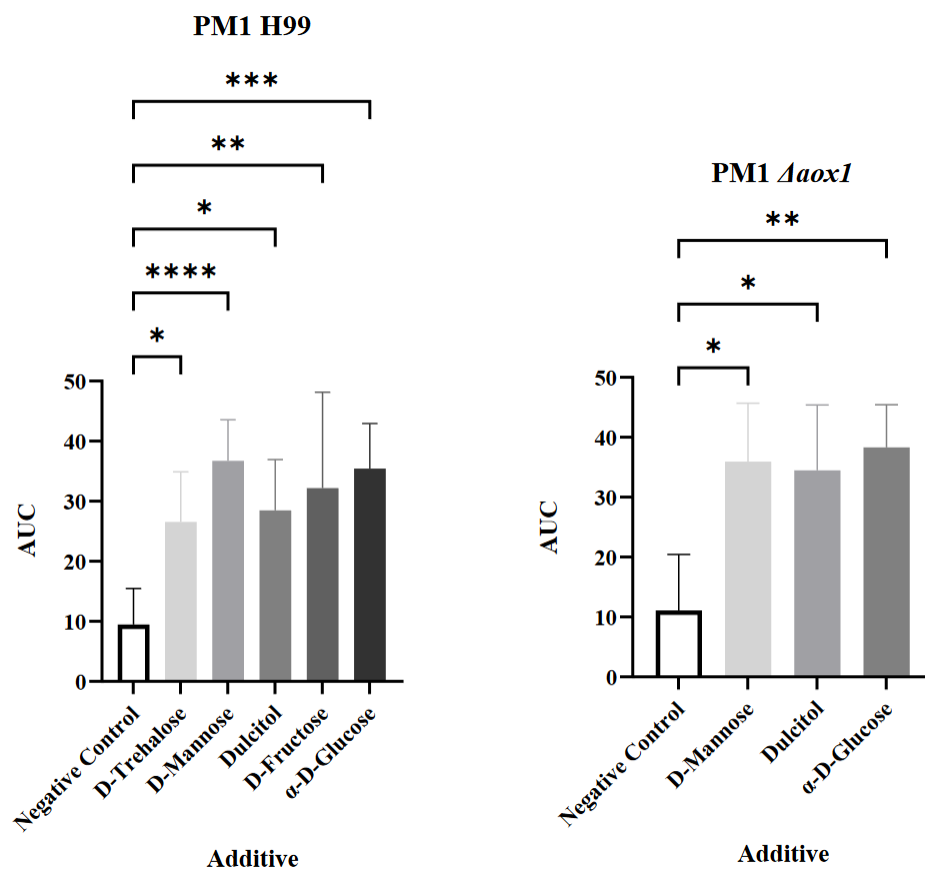 PM1 H99
***
**
*
****
*
50
40
30
20
10
0
AUC
Negative Control
D-Trehalose
D-Mannose
Dulcitol
D-Fructose
α-D-Glucose
Additive
PM1 Δaox1
**
*
*
50
40
30
20
10
0
AUC
Negative Control
D-Mannose
Dulcitol
α-D-Glucose
Additive